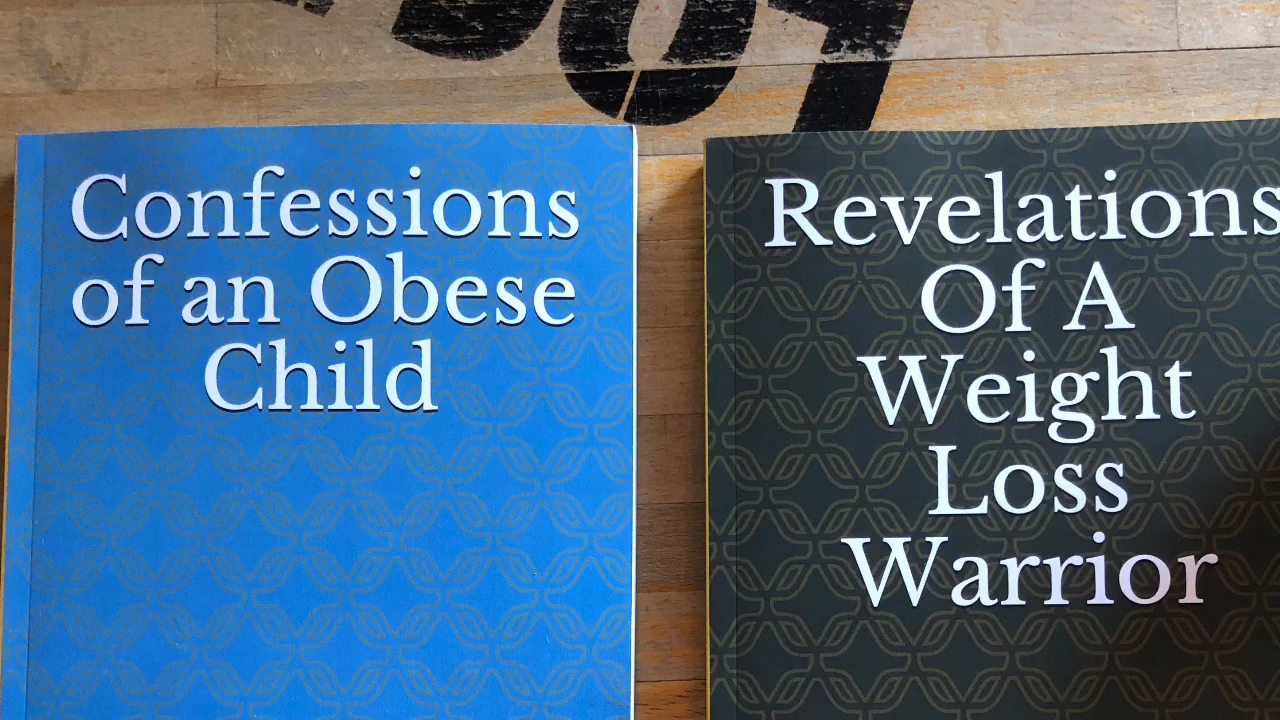 Confessions
of an Obese
Child
Revelations
Of A
Weight
Loss
Warrior